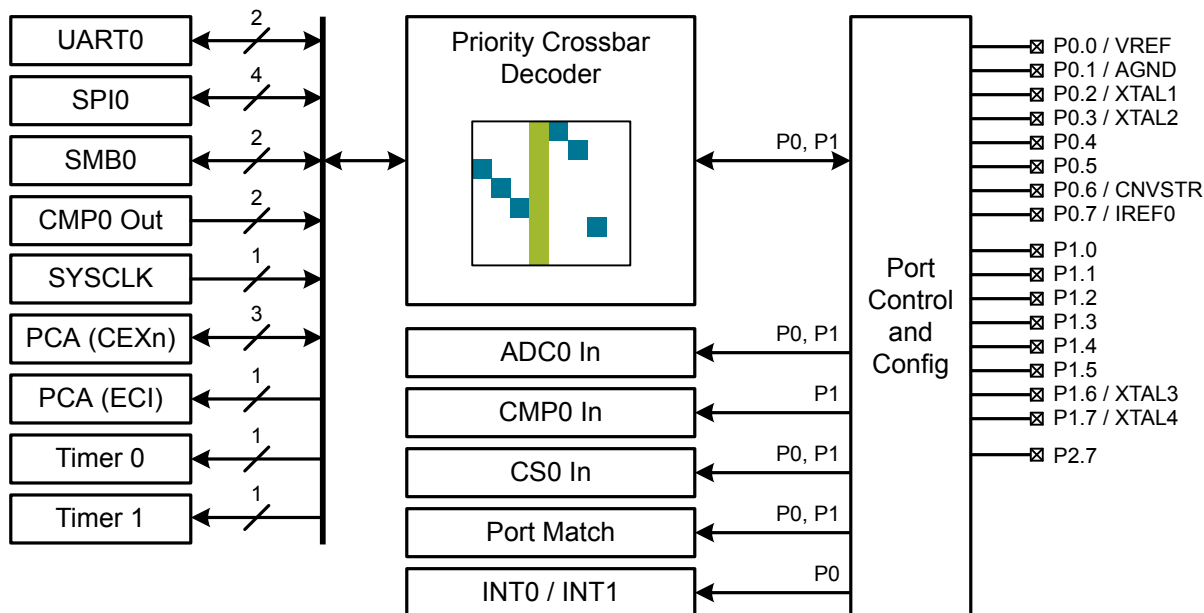 UART0
2
SPI0
4
SMB0
2
CMP0 Out
2
SYSCLK
1
PCA (CEXn)
3
PCA (ECI)
1
Timer 0
1
Timer 1
1
Priority Crossbar
Decoder
P0, P1
ADC0 In
P0, P1
CMP0 In
P1
CS0 In
P0, P1
Port Match
P0, P1
INT0 / INT1
P0
Port
Control
and
Config
P0.0 / VREF
P0.1 / AGND
P0.2 / XTAL1
P0.3 / XTAL2
P0.4
P0.5
P0.6 / CNVSTR
P0.7 / IREF0
P1.0
P1.1
P1.2
P1.3
P1.4
P1.5
P1.6 / XTAL3
P1.7 / XTAL4
P2.7